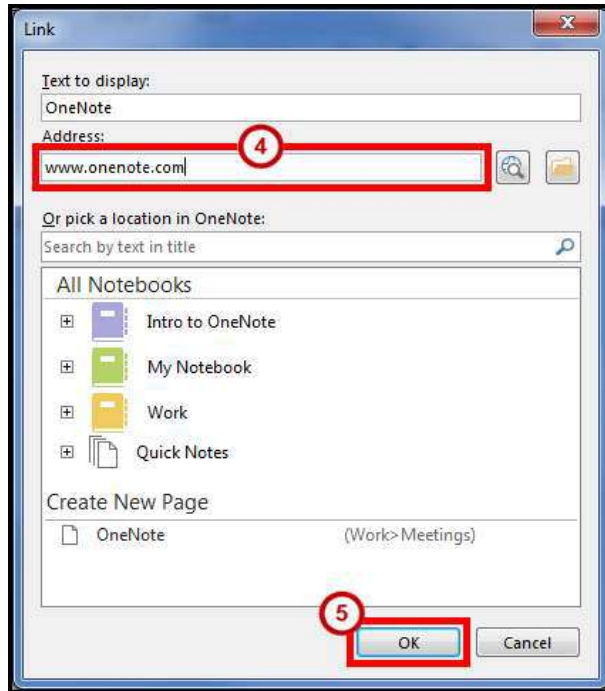 Link
Text to display:
OneNote
Address:
4
www.onenote.com
Or pick a location in OneNote:
Search by text in title
All Notebooks
Intro to OneNote
My Notebook
Work
Quick Notes
Create New Page
OneNote (Work>Meetings)
5
OK Cancel